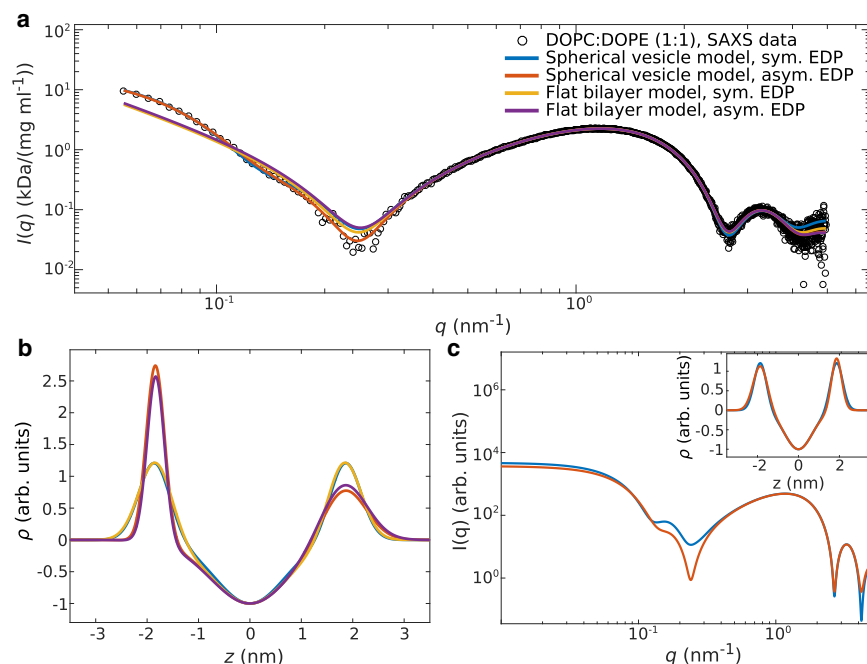 a
10²
10¹
10⁰
10⁻¹
10⁻²
I(q) (kDa/(mg ml⁻¹))
DOPC:DOPE (1:1), SAXS data
Spherical vesicle model, sym. EDP
Spherical vesicle model, asym. EDP
Flat bilayer model, sym. EDP
Flat bilayer model, asym. EDP
10⁻¹
10⁰
q (nm⁻¹)
b
2.5
2
1.5
1
0.5
0
-0.5
-1
ρ (arb. units)
-3 -2 -1 0 1 2 3
z (nm)
c
10⁶
10⁴
10²
10⁰
I(q) (arb. units)
10⁻¹ 10⁰
q (nm⁻¹)
1
0.5
0
-0.5
-1
ρ (arb. units)
-2 0 2
z (nm)